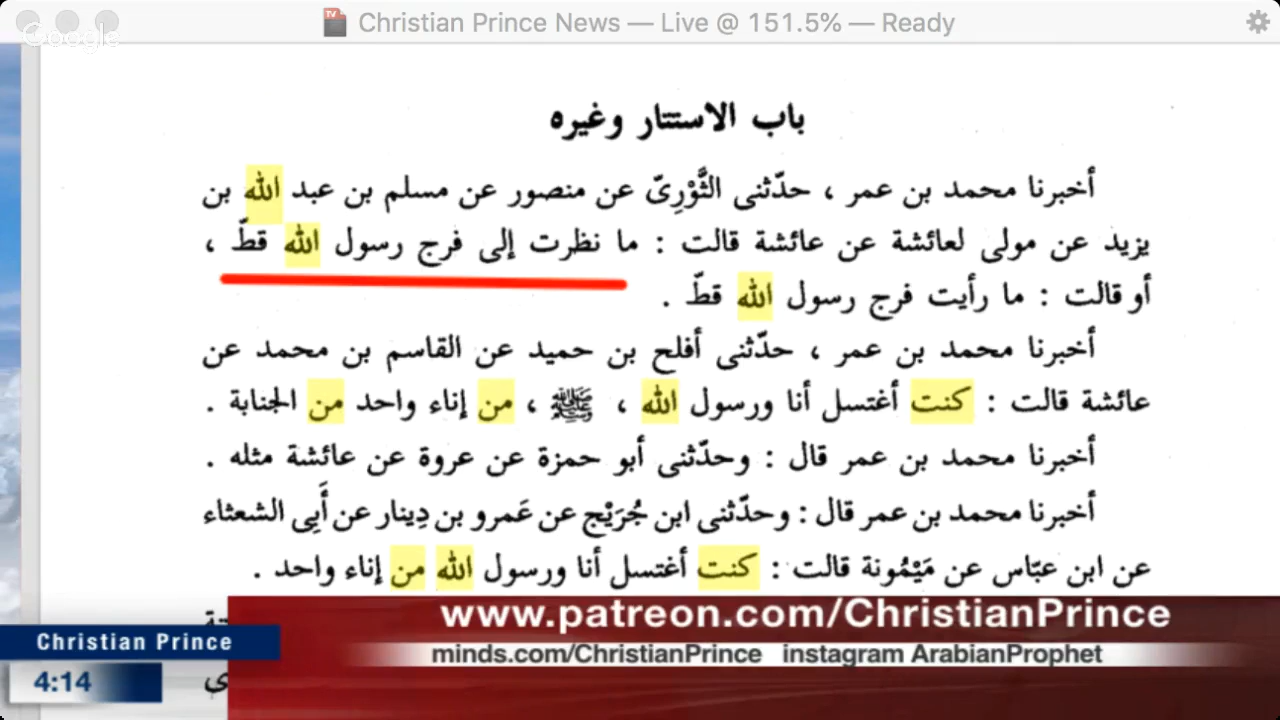 Christian Prince News — Live @ 151.5% — Ready
Google
باب الاستتار وغيره
أخبرنا محمد بن عمر ، حدّثنى الثَّوْرِىّ عن منصور عن مسلم بن عبد الله بن
يزيد عن مولى لعائشة عن عائشة قالت : ما نظرت إلى فرج رسول الله قطّ ،
أو قالت : ما رأيت فرج رسول الله قطّ .
أخبرنا محمد بن عمر ، حدّثنى أفلح بن حميد عن القاسم بن محمد عن
عائشة قالت : كنت أغتسل أنا ورسول الله ، ﷺ ، من إناء واحد من الجنابة .
أخبرنا محمد بن عمر قال : وحدّثنى أبو حمزة عن عروة عن عائشة مثله .
أخبرنا محمد بن عمر قال : وحدّثنى ابن جُرَيْج عن عَمرو بن دِينار عن أَبِى الشعثاء
عن ابن عبّاس عن مَيْمُونة قالت : كنت أغتسل أنا ورسول الله من إناء واحد .
www.patreon.com/ChristianPrince
Christian Prince
minds.com/ChristianPrince instagram ArabianProphet
4:14